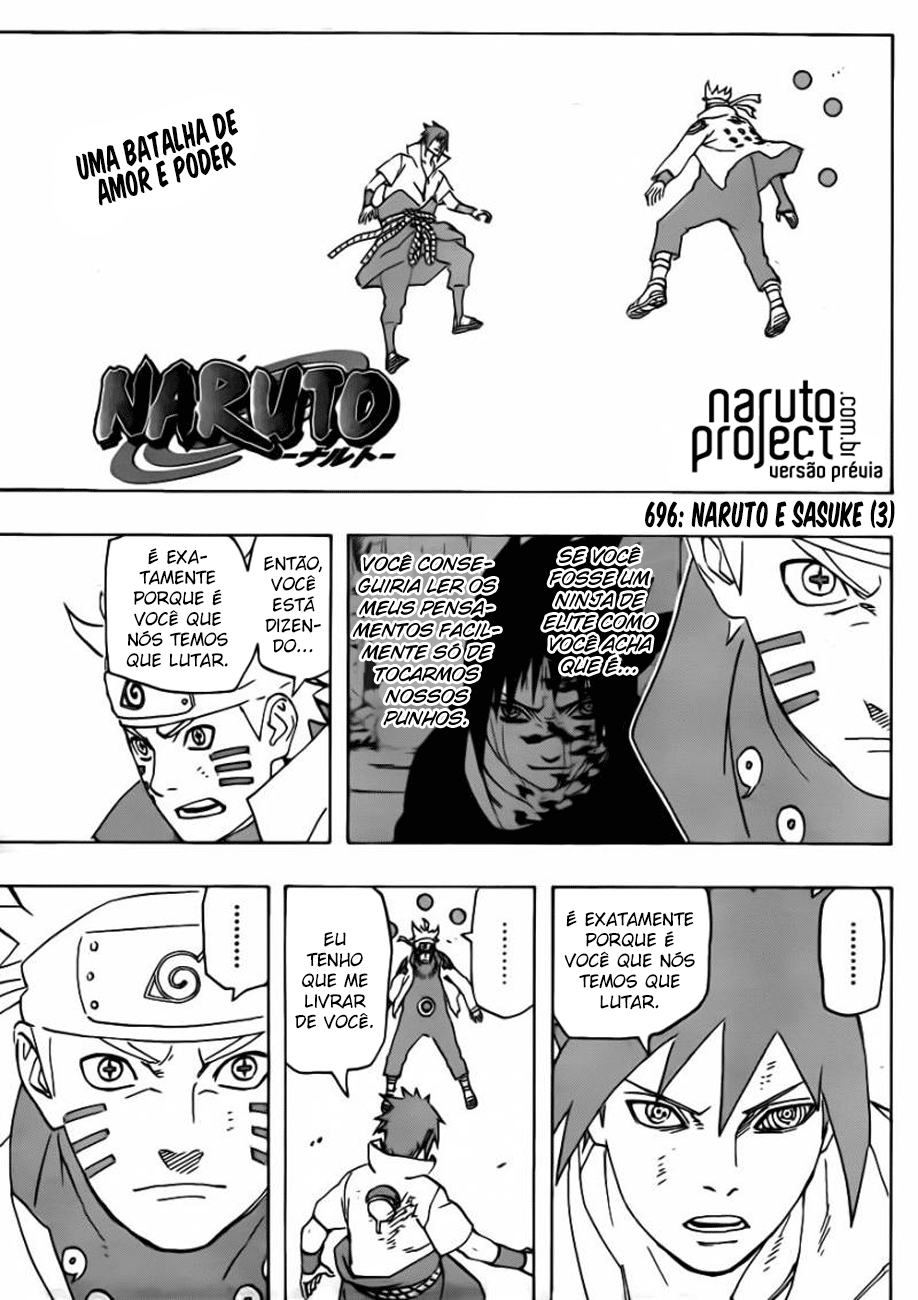 UMA BATALHA DE
AMOR E PODER
NARUTO
-ナルト-
naruto
project
.com.br
versão prévia
696: NARUTO E SASUKE (3)
SE VOCÊ
FOSSE UM
NINJA DE
ELITE COMO
VOCÊ ACHA
QUE É...
VOCÊ CONSE-
GUIRIA LER OS
MEUS PENSA-
MENTOS FACIL-
MENTE SÓ DE
TOCARMOS
NOSSOS
PUNHOS.
ENTÃO,
VOCÊ
ESTÁ
DIZEN-
DO...
É EXA-
TAMENTE
PORQUE É
VOCÊ QUE
NÓS TEMOS
QUE LUTAR.
........
É EXATAMENTE
PORQUE É
VOCÊ QUE NÓS
TEMOS QUE
LUTAR.
........
EU
TENHO
QUE ME
LIVRAR
DE VOCÊ.
........